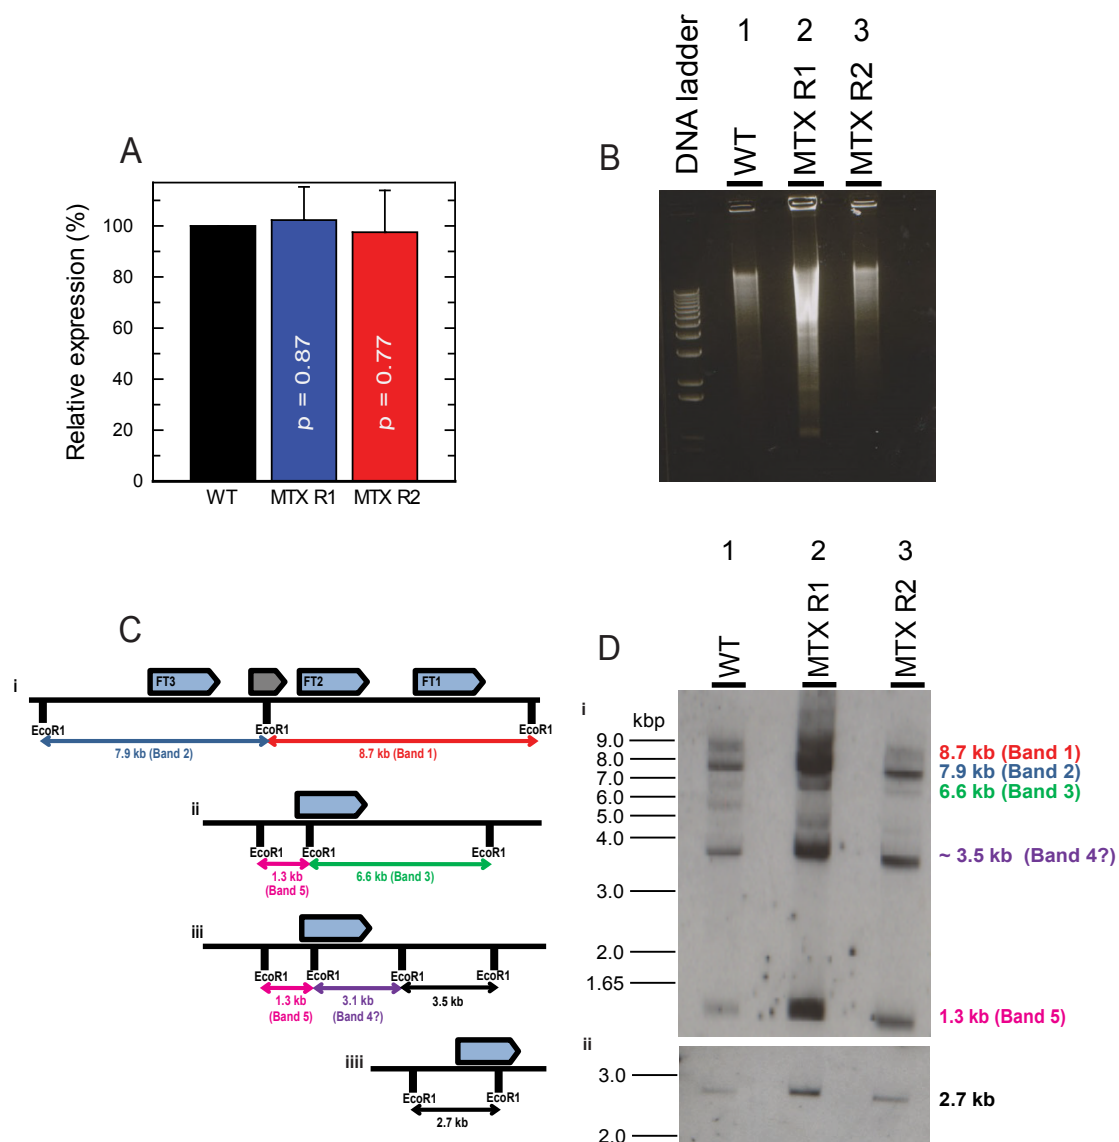 A
Relative expression (%)
100
80
60
40
20
0
p = 0.87
p = 0.77
WT
MTX R1
MTX R2
B
DNA ladder
1
2
3
WT
MTX R1
MTX R2
C
i
FT3
FT2
FT1
EcoR1
EcoR1
EcoR1
7.9 kb (Band 2)
8.7 kb (Band 1)
ii
EcoR1
EcoR1
EcoR1
1.3 kb
(Band 5)
6.6 kb (Band 3)
iii
EcoR1
EcoR1
EcoR1
EcoR1
1.3 kb
(Band 5)
3.1 kb
(Band 4?)
3.5 kb
iiii
EcoR1
EcoR1
2.7 kb
D
1
2
3
WT
MTX R1
MTX R2
i
kbp
9.0
8.0
7.0
6.0
5.0
4.0
3.0
2.0
1.65
8.7 kb (Band 1)
7.9 kb (Band 2)
6.6 kb (Band 3)
~ 3.5 kb (Band 4?)
1.3 kb (Band 5)
ii
3.0
2.0
2.7 kb